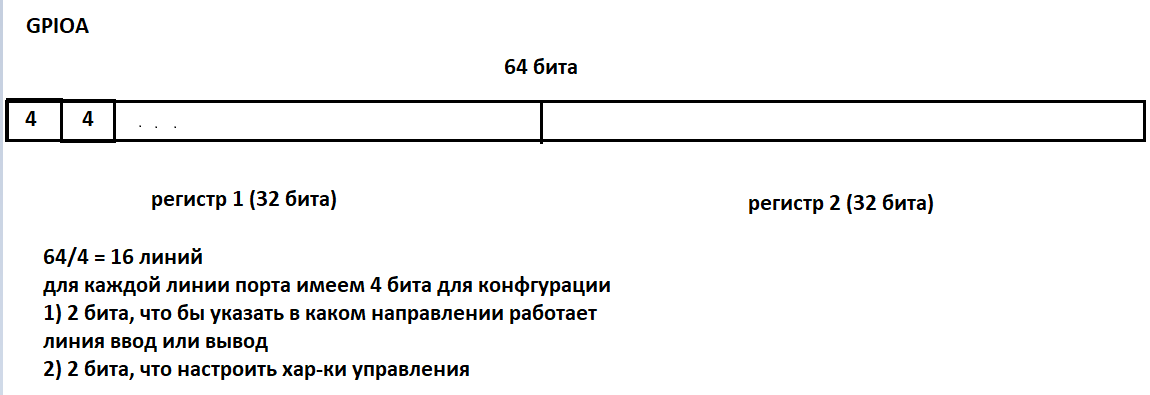 GPIOA
64 бита
4 4 . . .
регистр 1 (32 бита)
регистр 2 (32 бита)
64/4 = 16 линий
для каждой линии порта имеем 4 бита для конфгурации
1) 2 бита, что бы указать в каком направлении работает
линия ввод или вывод
2) 2 бита, что настроить хар-ки управления